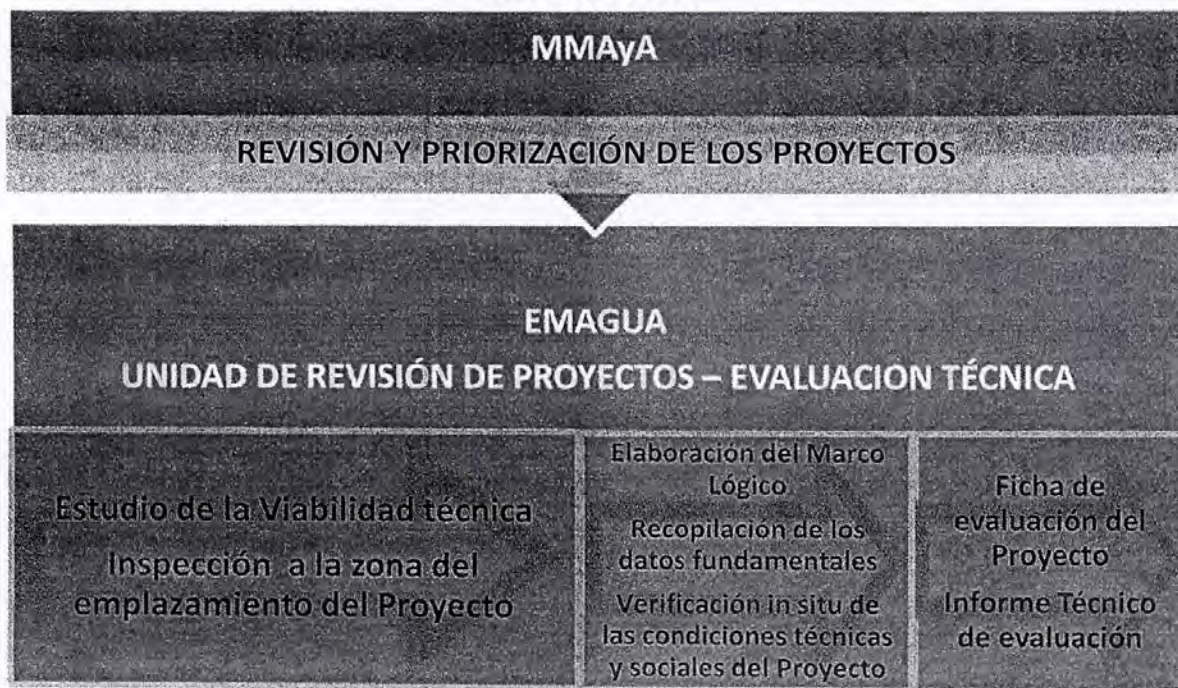 MMAyA
REVISIÓN Y PRIORIZACIÓN DE LOS PROYECTOS
EMAGUA
UNIDAD DE REVISIÓN DE PROYECTOS – EVALUACIÓN TÉCNICA
Estudio de la Viabilidad técnica
Inspección a la zona del
emplazamiento del Proyecto
Elaboración del Marco
Lógico
Recopilación de los
datos fundamentales
Verificación in situ de
las condiciones técnicas
y sociales del Proyecto
Ficha de
evaluación del
Proyecto
Informe Técnico
de evaluación